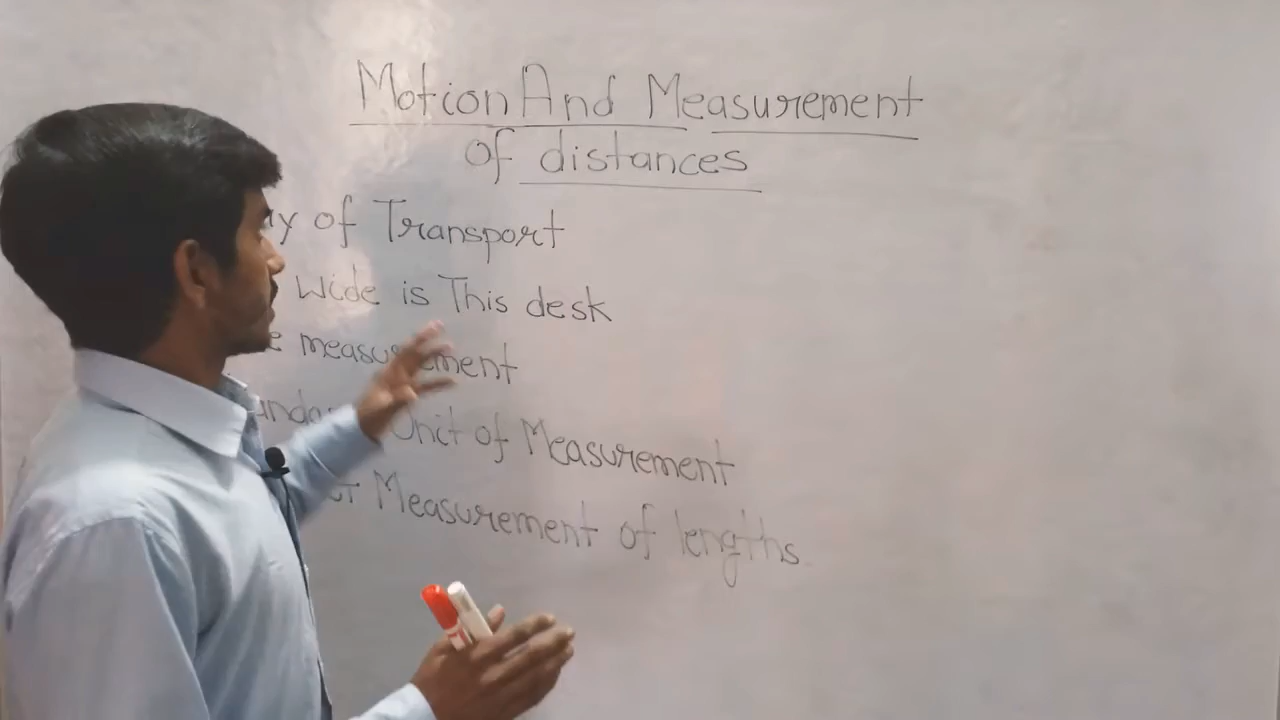 Motion And Measurement
of distances
of Transport
Wide is This desk
measurement
Unit of Measurement
Measurement of lengths